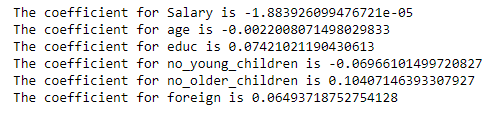 The coefficient for Salary is -1.883926099476721e-05
The coefficient for age is -0.0022008071498029833
The coefficient for educ is 0.07421021190430613
The coefficient for no_young_children is -0.06966101499720827
The coefficient for no_older_children is 0.10407146393307927
The coefficient for foreign is 0.06493718752754128